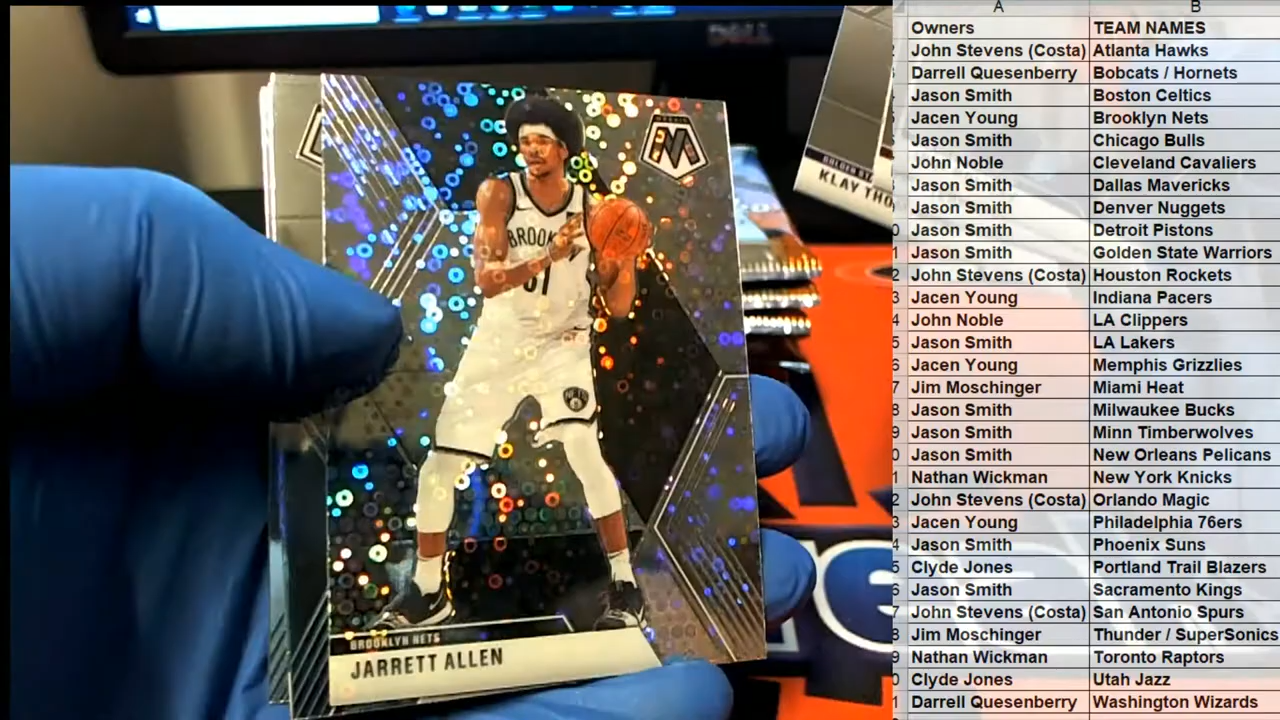 DELL
MOSAIC
BROOK
31
NETS
BROOKLYN NETS
JARRETT ALLEN
KLAY THO
A B
Owners TEAM NAMES
John Stevens (Costa) Atlanta Hawks
Darrell Quesenberry Bobcats / Hornets
Jason Smith Boston Celtics
Jacen Young Brooklyn Nets
Jason Smith Chicago Bulls
John Noble Cleveland Cavaliers
Jason Smith Dallas Mavericks
Jason Smith Denver Nuggets
Jason Smith Detroit Pistons
Jason Smith Golden State Warriors
John Stevens (Costa) Houston Rockets
Jacen Young Indiana Pacers
John Noble LA Clippers
Jason Smith LA Lakers
Jacen Young Memphis Grizzlies
Jim Moschinger Miami Heat
Jason Smith Milwaukee Bucks
Jason Smith Minn Timberwolves
Jason Smith New Orleans Pelicans
Nathan Wickman New York Knicks
John Stevens (Costa) Orlando Magic
Jacen Young Philadelphia 76ers
Jason Smith Phoenix Suns
Clyde Jones Portland Trail Blazers
Jason Smith Sacramento Kings
John Stevens (Costa) San Antonio Spurs
Jim Moschinger Thunder / SuperSonics
Nathan Wickman Toronto Raptors
Clyde Jones Utah Jazz
Darrell Quesenberry Washington Wizards